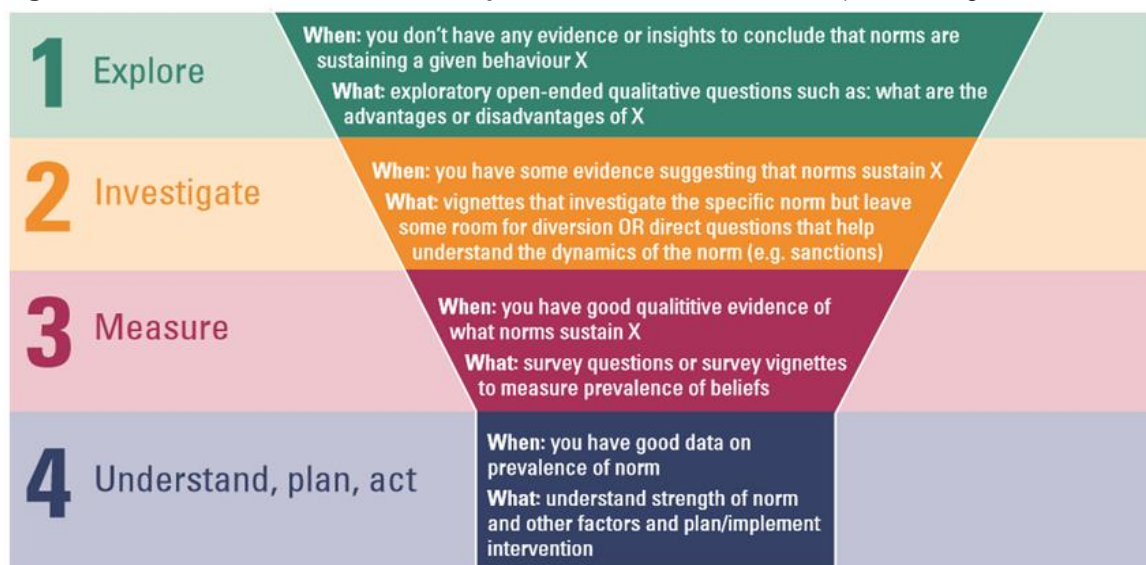 1 Explore
When: you don't have any evidence or insights to conclude that norms are
sustaining a given behaviour X
What: exploratory open-ended qualitative questions such as: what are the
advantages or disadvantages of X
2 Investigate
When: you have some evidence suggesting that norms sustain X
What: vignettes that investigate the specific norm but leave
some room for diversion OR direct questions that help
understand the dynamics of the norm (e.g. sanctions)
3 Measure
When: you have good qualititive evidence of
what norms sustain X
What: survey questions or survey vignettes
to measure prevalence of beliefs
4 Understand, plan, act
When: you have good data on
prevalence of norm
What: understand strength of norm
and other factors and plan/implement
intervention